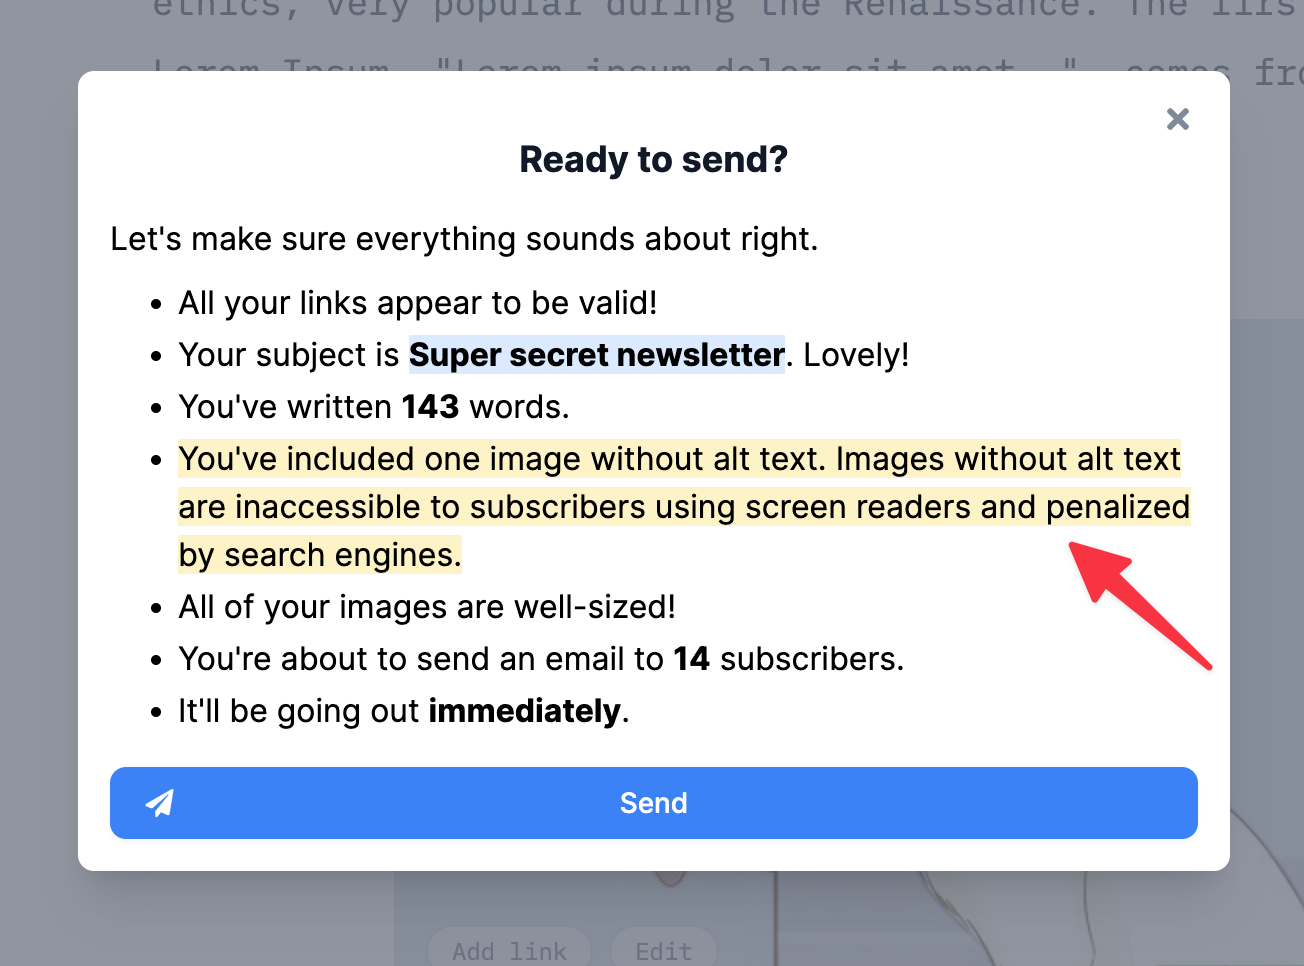 ethics, very popular during the Renaissance. The firs
Lorem Ipsum, "Lorem ipsum dolor sit amet..", comes fro
Ready to send?
Let's make sure everything sounds about right.
All your links appear to be valid!
Your subject is Super secret newsletter. Lovely!
You've written 143 words.
You've included one image without alt text. Images without alt text
are inaccessible to subscribers using screen readers and penalized
by search engines.
All of your images are well-sized!
You're about to send an email to 14 subscribers.
It'll be going out immediately.
Send
Add link
Edit